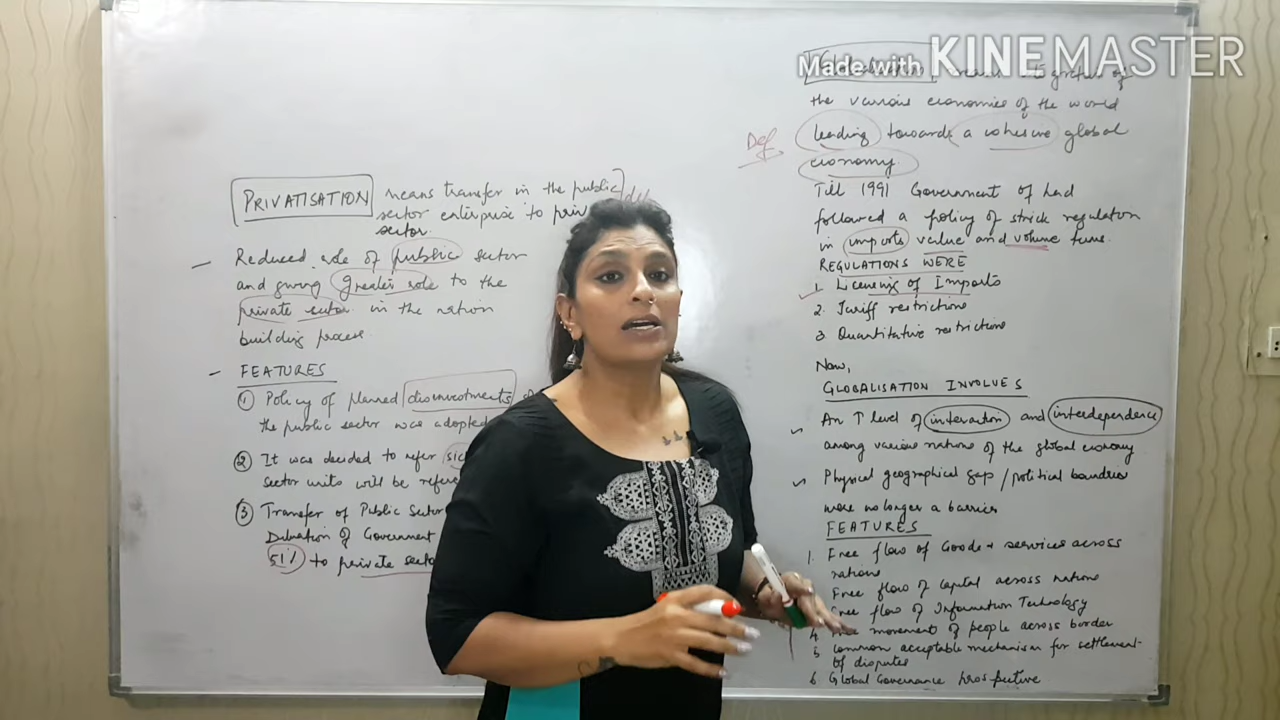 PRIVATISATION means transfer in the public
sector enterprise to
sector.
Reduced role of public sector
and giving Greater role to the
private sector in the nation
building process
FEATURES
① Policy of planned disinvestments
the public sector was adopted
② It was decided to refer
sector units will be
③ Transfer of Public Sector
of Government
51% to private
Made with KINEMASTER
means of
the various economies of the world
Def leading towards a cohesive global
economy.
Till 1991 Government of had
followed a policy of strick regulation
in imports value and volume
REGULATIONS WERE
1. Licensing of Imports
2. Tariff restrictions
3 Quantitative restrictions
Now,
GLOBALISATION INVOLVES
An ↑ level of interaction and interdependence
among various nations of the global economy
Physical geographical gap / political boundries
were no longer a barrier
FEATURES
1. Free flow of Goods + services across
nations
Free flow of capital across nations
Free flow of Information Technology
4 movement of people across border
5 Common acceptable mechanism for settlement
of disputes
6 Global Governance